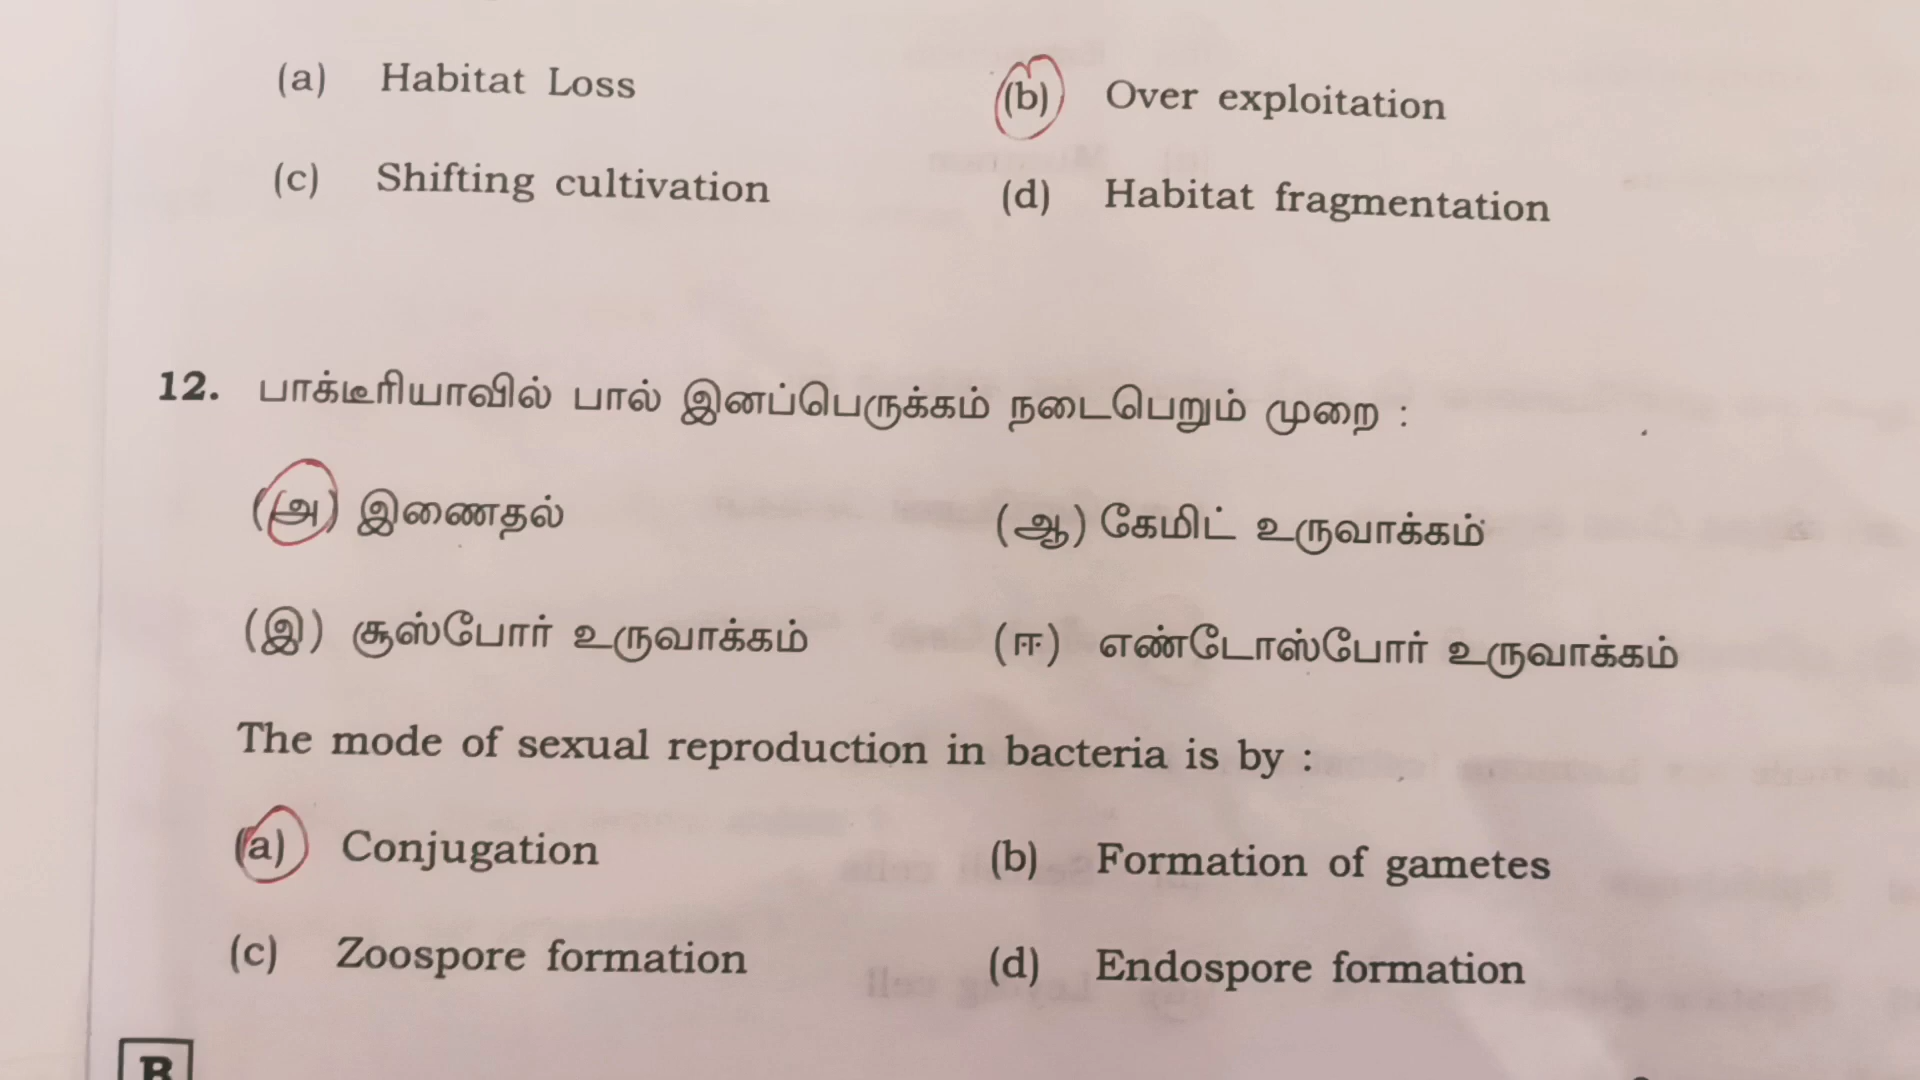 (a) Habitat Loss (b) Over exploitation
(c) Shifting cultivation (d) Habitat fragmentation
12. பாக்டீரியாவில் பால் இனப்பெருக்கம் நடைபெறும் முறை :
(அ) இணைதல் (ஆ) கேமிட் உருவாக்கம்
(இ) சூஸ்போர் உருவாக்கம் (ஈ) எண்டோஸ்போர் உருவாக்கம்
The mode of sexual reproduction in bacteria is by :
(a) Conjugation (b) Formation of gametes
(c) Zoospore formation (d) Endospore formation
B